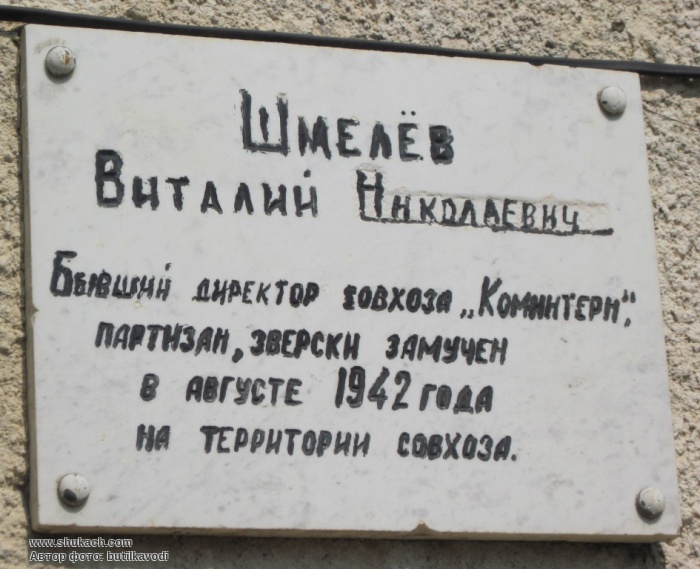 Шмелёв
Виталий Николаевич
Бывший директор совхоза „Коминтерн",
партизан, зверски замучен
в августе 1942 года
на территории совхоза.
www.shukach.com
Автор фото: butilkavodi